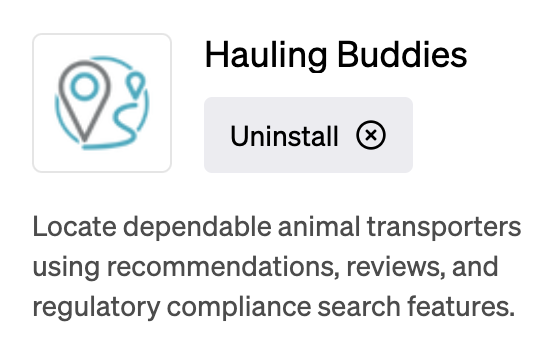 Hauling Buddies
Uninstall
Locate dependable animal transporters
using recommendations, reviews, and
regulatory compliance search features.